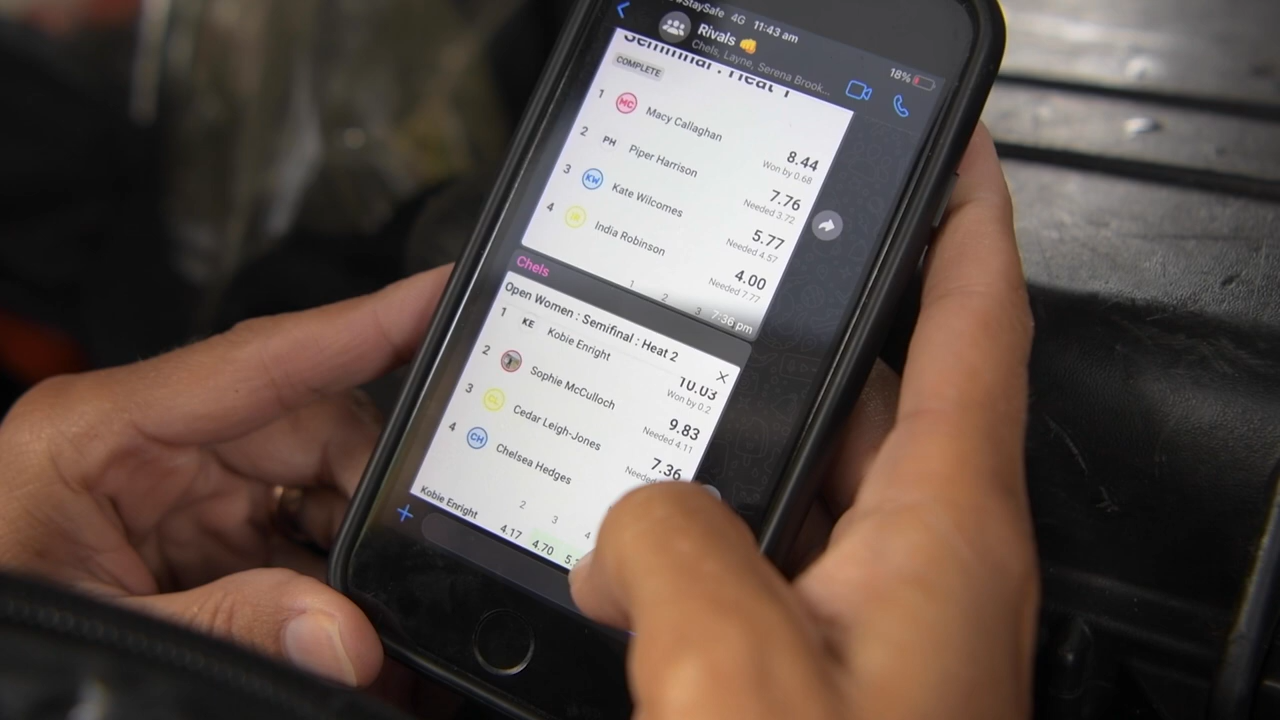 #StaySafe 4G 11:43 am 18%
Rivals 👊
Chels, Layne, Serena Brook...
Semifinal : Heat 1
COMPLETE
1 MC Macy Callaghan 8.44
Won by 0.68
2 PH Piper Harrison 7.76
Needed 3.72
3 KW Kate Wilcomes 5.77
Needed 4.57
4 India Robinson 4.00
Needed 7.77
1 2 3 7:36 pm
Chels
Open Women : Semifinal : Heat 2
1 KE Kobie Enright 10.03
Won by 0.2
2 Sophie McCulloch 9.83
Needed 4.11
3 CL Cedar Leigh-Jones 7.36
4 CH Chelsea Hedges
2 3 4
Kobie Enright 4.17 4.70